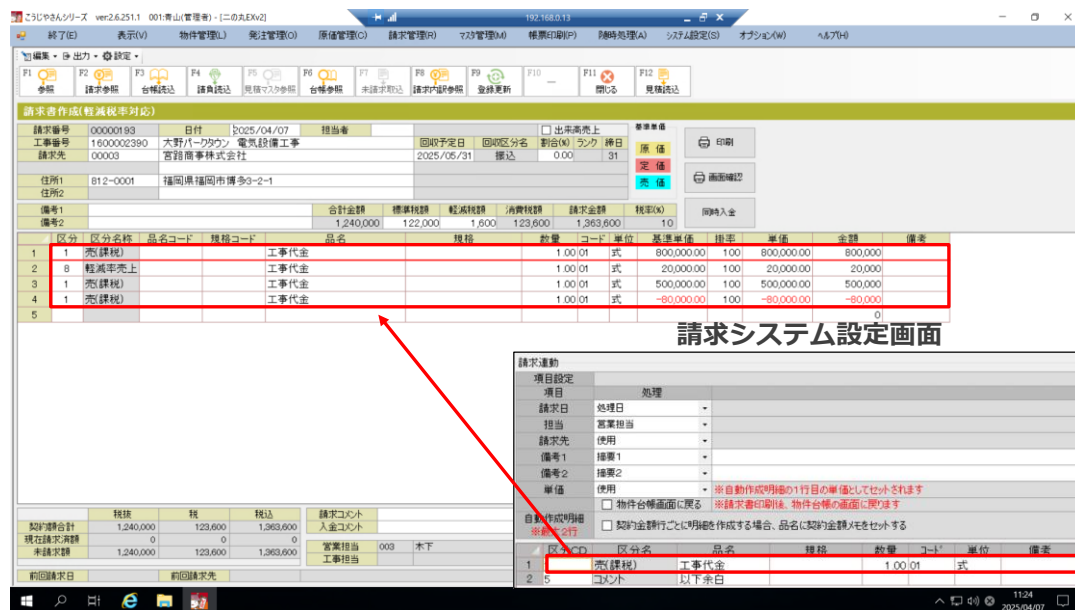 こうじやさんシリーズ ver:2.6.251.1 001:青山(管理者) - [二の丸EXv2]
192.168.0.13
終了(E) 表示(V) 物件管理(L) 発注管理(O) 原価管理(C) 請求管理(R) マスタ管理(M) 帳票印刷(P) 随時処理(A) システム設定(S) オプション(W) ヘルプ(H)
編集 出力 設定
F1 F2 F3 F4 F5 F6 F7 F8 F9 F10 F11 F12
参照 請求参照 台帳読込 請負読込 見積マスタ参照 台帳参照 未請求取込 請求内訳参照 登録更新 閉じる 見積読込
請求書作成(軽減税率対応)
請求番号 00000193 日付 2025/04/07 担当者 出来高売上 基準単価
工事番号 1600002390 大野パークタウン 電気設備工事 回収予定日 回収区分名 割合(%) ランク 締日 原 価 印刷
請求先 00003 宮路商事株式会社 2025/05/31 振込 0.00 31
定 価
住所1 812-0001 福岡県福岡市博多3-2-1 売 価 画面確認
住所2
備考1 合計金額 標準税額 軽減税額 消費税額 請求金額 税率(%) 同時入金
備考2 1,240,000 122,000 1,600 123,600 1,363,600 10
区分 区分名称 品名コード 規格コード 品名 規格 数量 コード 単位 基準単価 掛率 単価 金額 備考
1 1 売(課税) 工事代金 1.00 01 式 800,000.00 100 800,000.00 800,000
2 8 軽減率売上 工事代金 1.00 01 式 20,000.00 100 20,000.00 20,000
3 1 売(課税) 工事代金 1.00 01 式 500,000.00 100 500,000.00 500,000
4 1 売(課税) 工事代金 1.00 01 式 -80,000.00 100 -80,000.00 -80,000
5 0
請求システム設定画面
請求連動
項目設定
項目 処理
請求日 処理日
担当 営業担当
請求先 使用
備考1 摘要1
備考2 摘要2
単価 使用 ※自動作成明細の1行目の単価としてセットされます
物件台帳画面に戻る ※請求書印刷後、物件台帳の画面に戻ります
自動作成明細
※最大2行
契約金額行ごとに明細を作成する場合、品名に契約金額メモをセットする
区分CD 区分名 品名 規格 数量 コード 単位 備考
1 売(課税) 工事代金 1.00 01 式
2 5 コメント 以下余白
税抜 税 税込 請求コメント
契約額合計 1,240,000 123,600 1,363,600 入金コメント
現在請求済額 0 0 0
未請求額 1,240,000 123,600 1,363,600 営業担当 003 木下
工事担当
前回請求日 前回請求先
11:24
2025/04/07